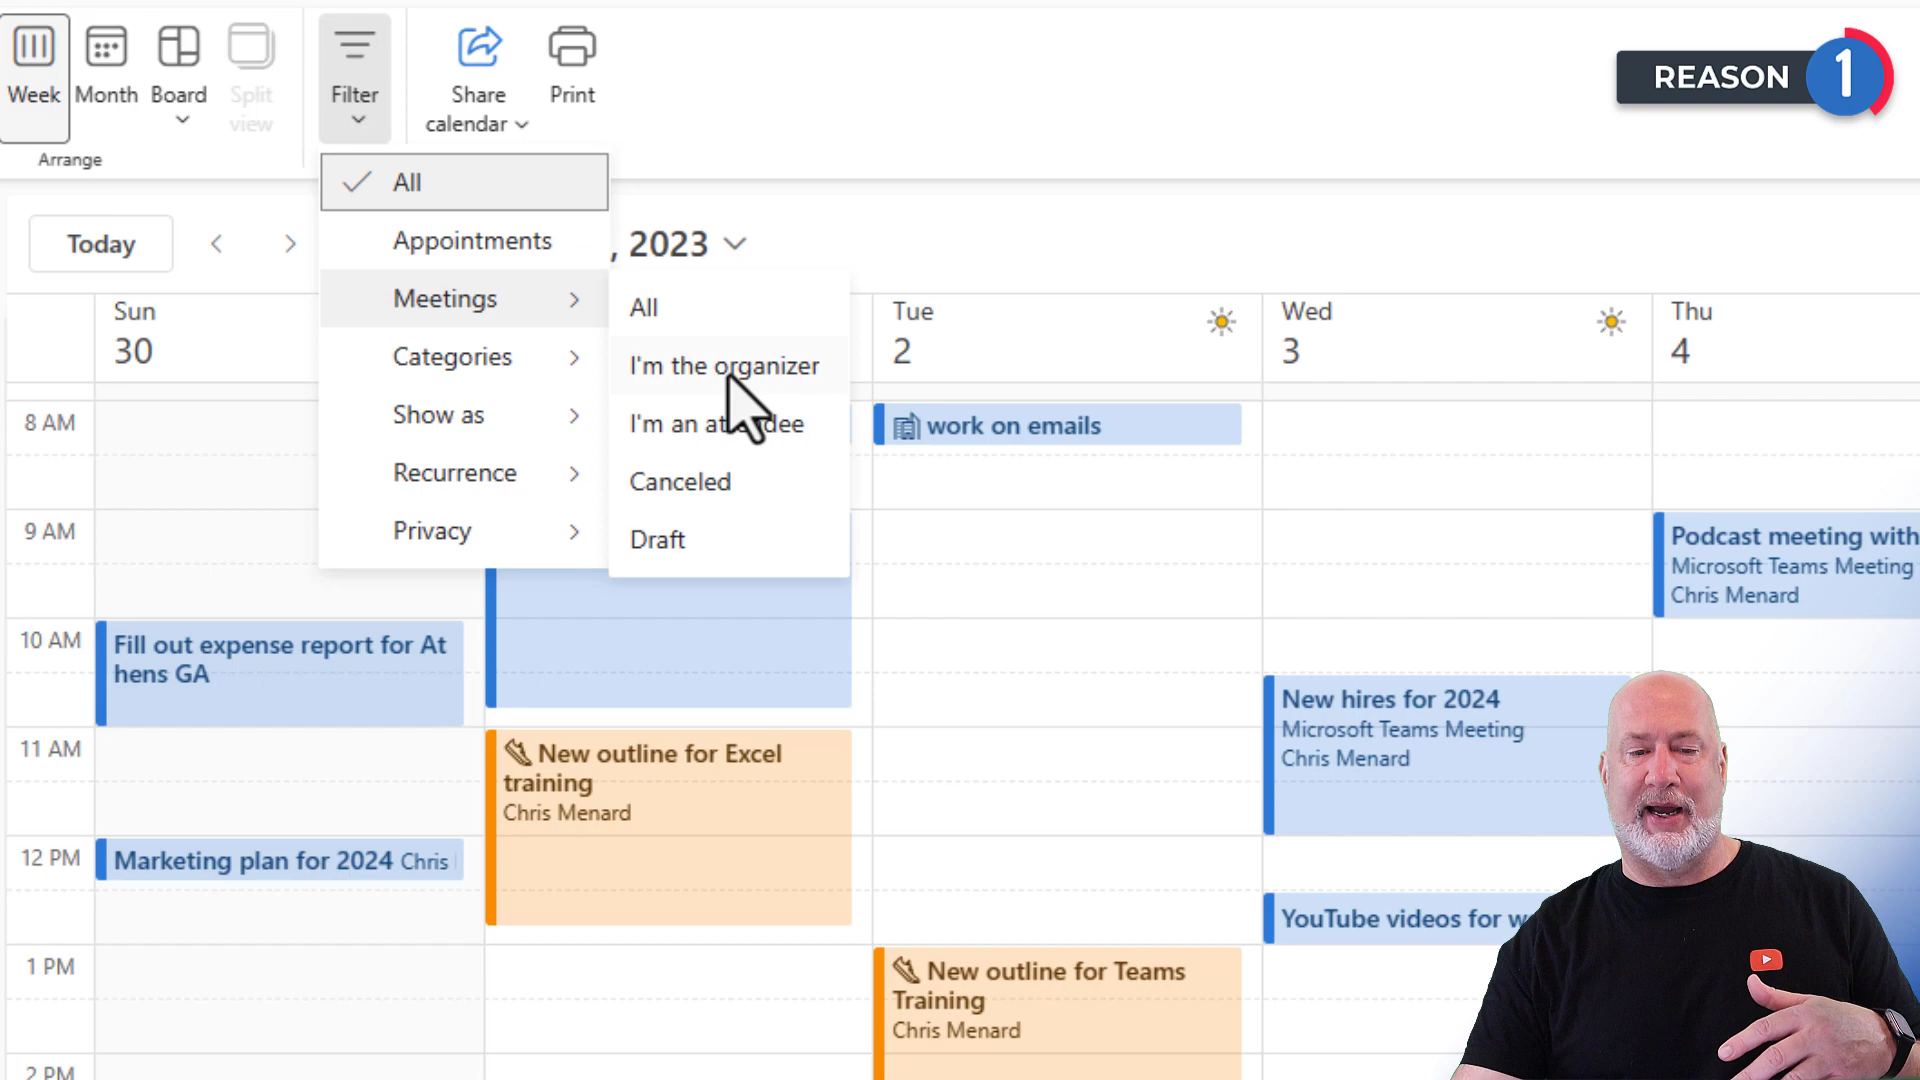 Week
Month
Board
Split
view
Filter
Share
calendar
Print
Arrange
REASON 1
All
Appointments
Meetings
Categories
Show as
Recurrence
Privacy
All
I'm the organizer
I'm an
Canceled
Draft
Today
, 2023
Sun
30
Tue
2
Wed
3
Thu
4
8 AM
9 AM
10 AM
11 AM
12 PM
1 PM
2 PM
Fill out expense report for At
hens GA
Marketing plan for 2024 Chris
New outline for Excel
training
Chris Menard
work on emails
New outline for Teams
Training
Chris Menard
New hires for 2024
Microsoft Teams Meeting
Chris Menard
YouTube videos for
Podcast meeting with
Microsoft Teams Meeting
Chris Menard